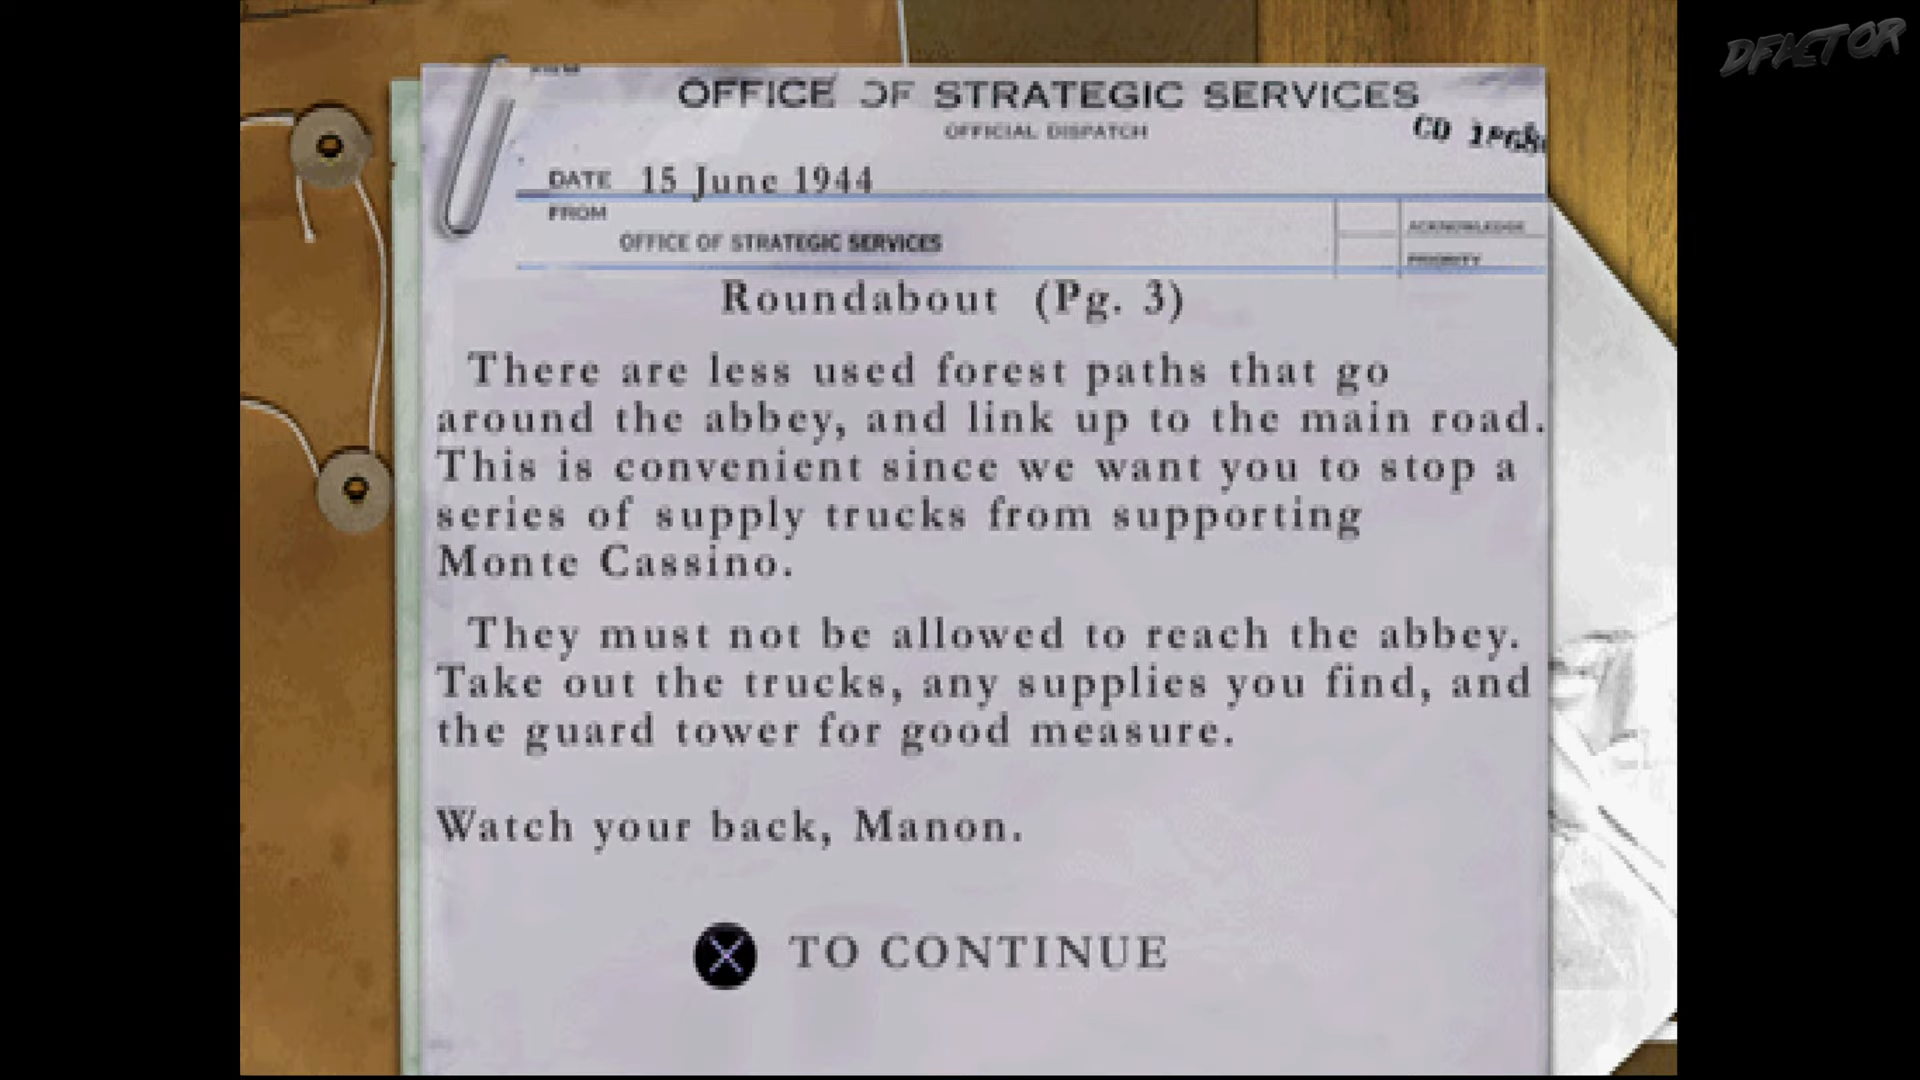 DFACTOR
OFFICE OF STRATEGIC SERVICES
OFFICIAL DISPATCH
DATE 15 June 1944
FROM
OFFICE OF STRATEGIC SERVICES
ACKNOWLEDGE
PRIORITY
Roundabout (Pg. 3)
There are less used forest paths that go
around the abbey, and link up to the main road.
This is convenient since we want you to stop a
series of supply trucks from supporting
Monte Cassino.
They must not be allowed to reach the abbey.
Take out the trucks, any supplies you find, and
the guard tower for good measure.
Watch your back, Manon.
X TO CONTINUE